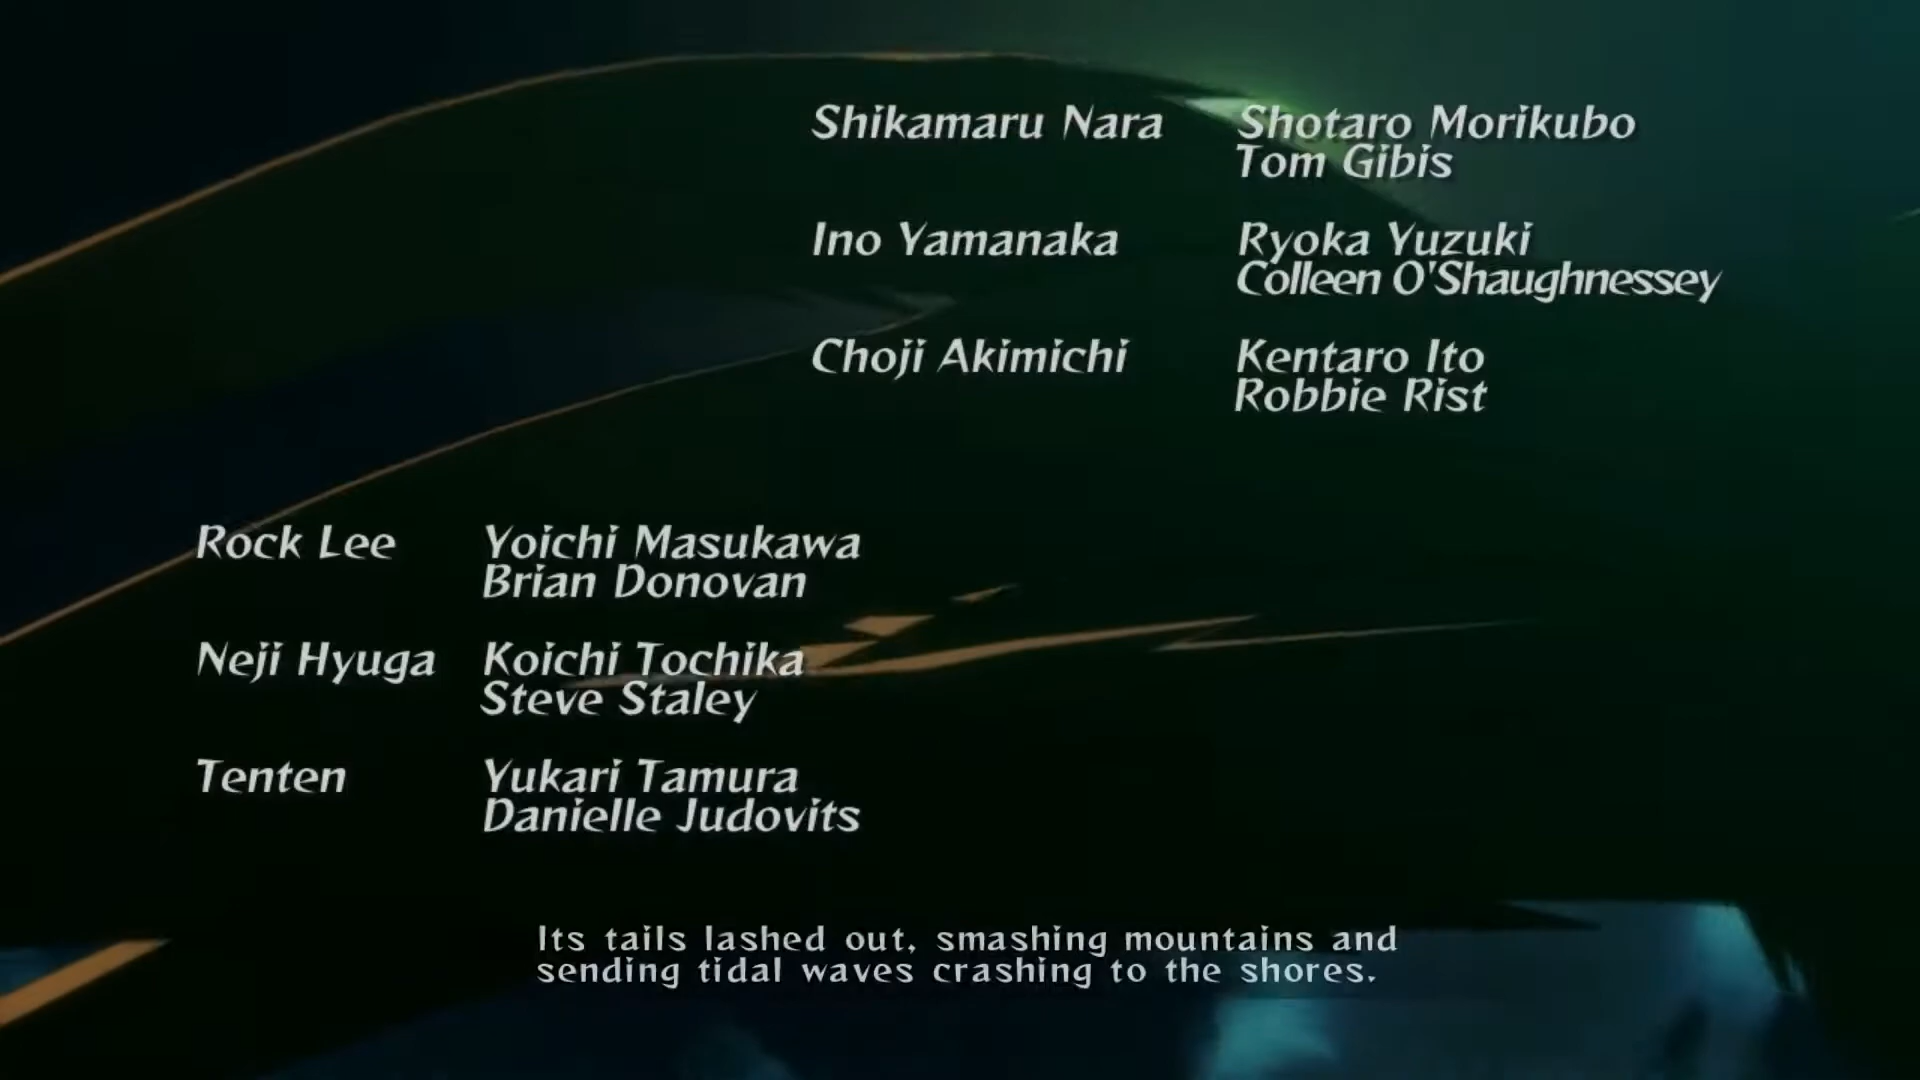 Shikamaru Nara Shotaro Morikubo
Tom Gibis
Ino Yamanaka Ryoka Yuzuki
Colleen O'Shaughnessey
Choji Akimichi Kentaro Ito
Robbie Rist
Rock Lee Yoichi Masukawa
Brian Donovan
Neji Hyuga Koichi Tochika
Steve Staley
Tenten Yukari Tamura
Danielle Judovits
Its tails lashed out, smashing mountains and
sending tidal waves crashing to the shores.